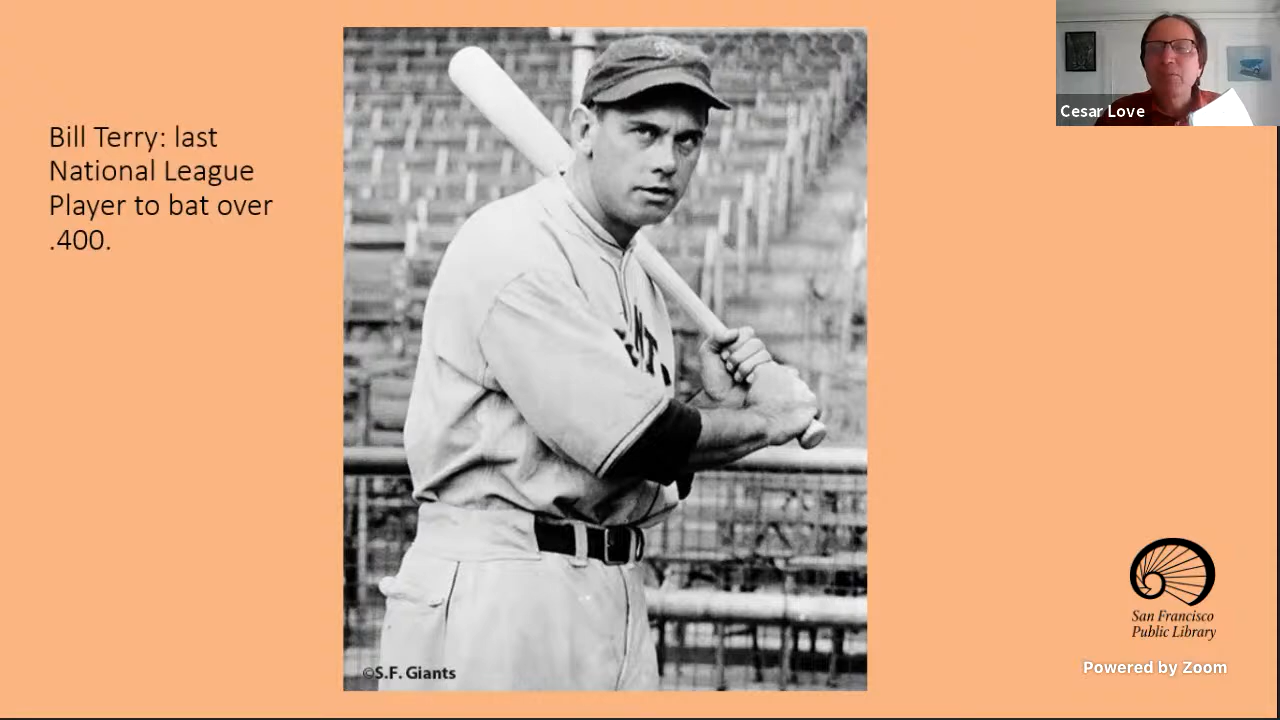 Bill Terry: last
National League
Player to bat over
.400.
Cesar Love
©S.F. Giants
San Francisco
Public Library
Powered by Zoom